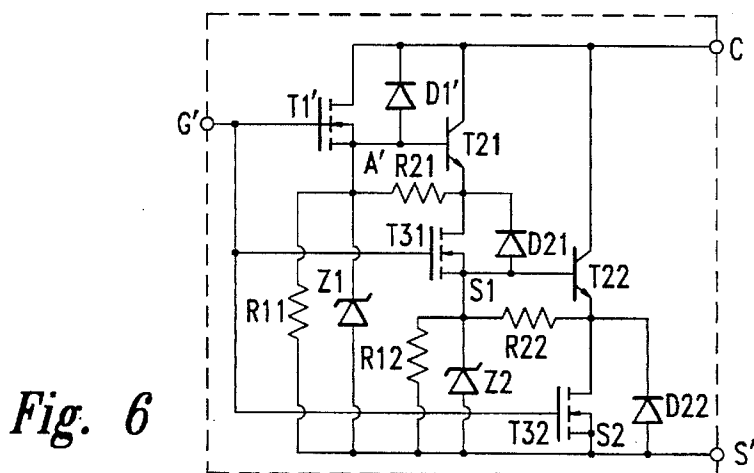 C
T1'
D1'
G'
T21
A'
R21
T31
D21
Z1
S1
T22
R11
R12
R22
Z2
D22
T32
S2
S'
Fig. 6